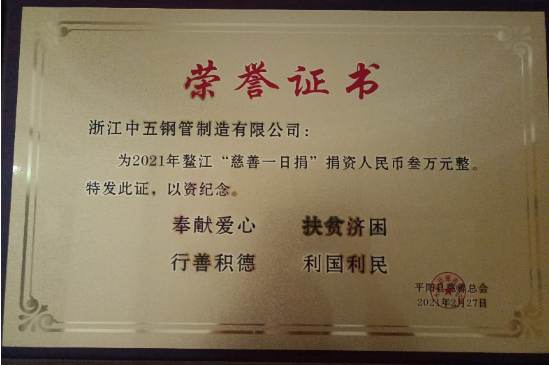 荣誉证书
浙江中五钢管制造有限公司：
为2021年鳌江“慈善一日捐”捐资人民币叁万元整。
特发此证，以资纪念。
奉献爱心 扶贫济困
行善积德 利国利民
平阳县慈善总会
2021年2月27日